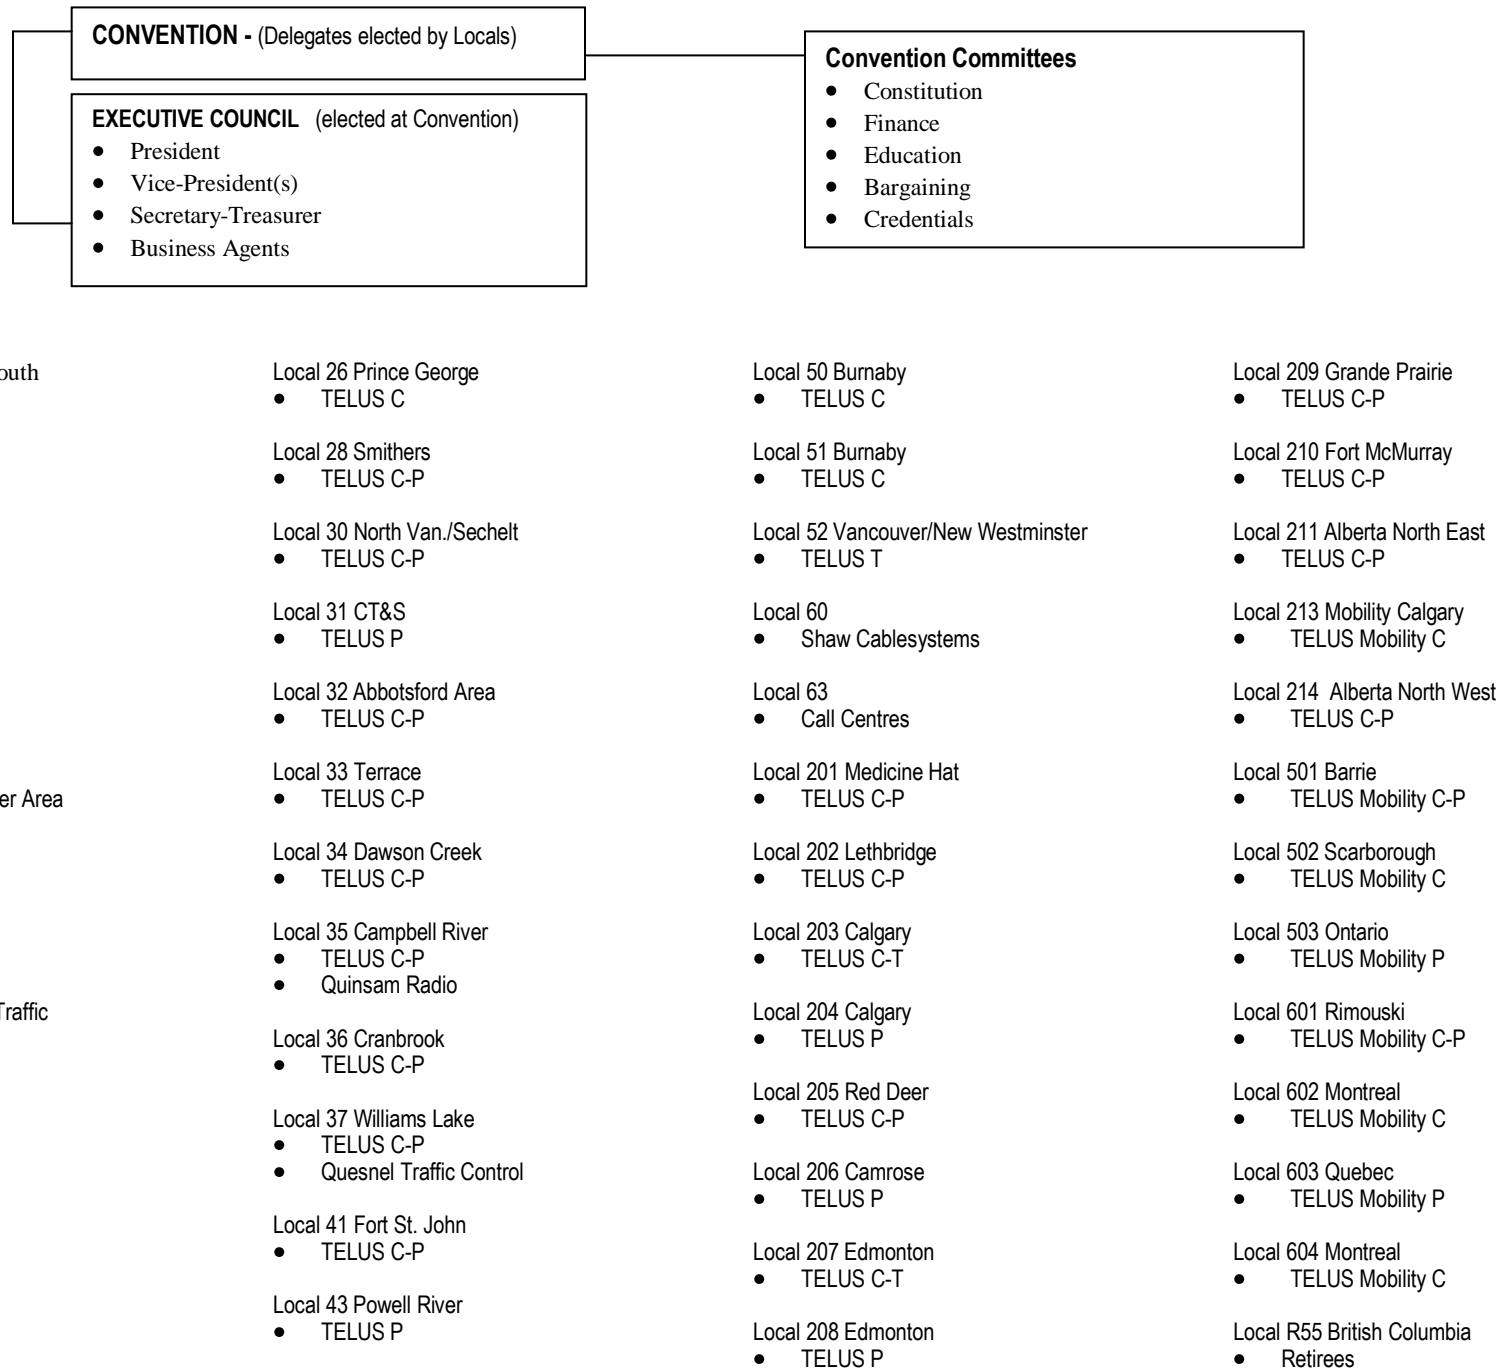 CONVENTION - (Delegates elected by Locals)
EXECUTIVE COUNCIL (elected at Convention)
• President
• Vice-President(s)
• Secretary-Treasurer
• Business Agents
Convention Committees
• Constitution
• Finance
• Education
• Bargaining
• Credentials
outh
er Area
Traffic
Local 26 Prince George
• TELUS C
Local 28 Smithers
• TELUS C-P
Local 30 North Van./Sechelt
• TELUS C-P
Local 31 CT&S
• TELUS P
Local 32 Abbotsford Area
• TELUS C-P
Local 33 Terrace
• TELUS C-P
Local 34 Dawson Creek
• TELUS C-P
Local 35 Campbell River
• TELUS C-P
• Quinsam Radio
Local 36 Cranbrook
• TELUS C-P
Local 37 Williams Lake
• TELUS C-P
• Quesnel Traffic Control
Local 41 Fort St. John
• TELUS C-P
Local 43 Powell River
• TELUS P
Local 50 Burnaby
• TELUS C
Local 51 Burnaby
• TELUS C
Local 52 Vancouver/New Westminster
• TELUS T
Local 60
• Shaw Cablesystems
Local 63
• Call Centres
Local 201 Medicine Hat
• TELUS C-P
Local 202 Lethbridge
• TELUS C-P
Local 203 Calgary
• TELUS C-T
Local 204 Calgary
• TELUS P
Local 205 Red Deer
• TELUS C-P
Local 206 Camrose
• TELUS P
Local 207 Edmonton
• TELUS C-T
Local 208 Edmonton
• TELUS P
Local 209 Grande Prairie
• TELUS C-P
Local 210 Fort McMurray
• TELUS C-P
Local 211 Alberta North East
• TELUS C-P
Local 213 Mobility Calgary
• TELUS Mobility C
Local 214 Alberta North West
• TELUS C-P
Local 501 Barrie
• TELUS Mobility C-P
Local 502 Scarborough
• TELUS Mobility C
Local 503 Ontario
• TELUS Mobility P
Local 601 Rimouski
• TELUS Mobility C-P
Local 602 Montreal
• TELUS Mobility C
Local 603 Quebec
• TELUS Mobility P
Local 604 Montreal
• TELUS Mobility C
Local R55 British Columbia
• Retirees